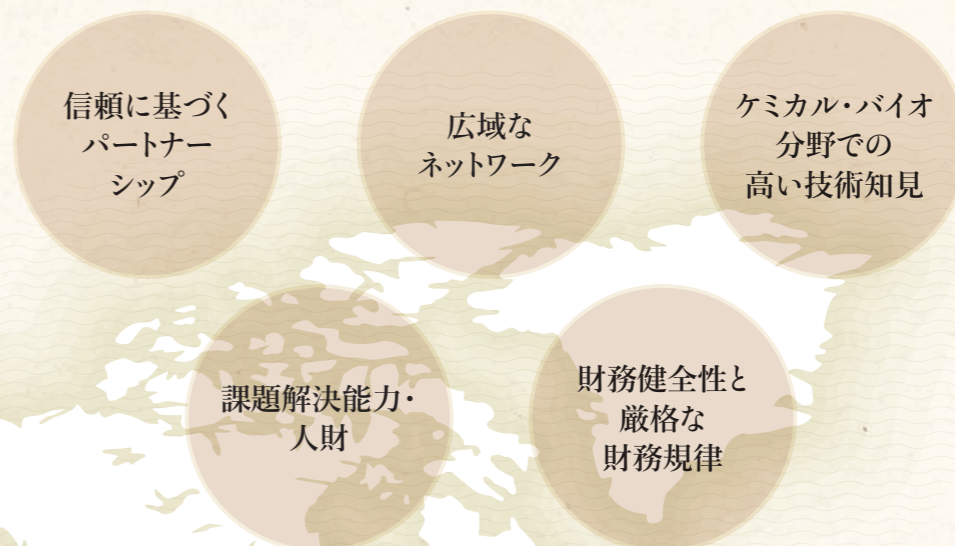 信頼に基づく
パートナー
シップ
広域な
ネットワーク
ケミカル・バイオ
分野での
高い技術知見
課題解決能力・
人財
財務健全性と
厳格な
財務規律